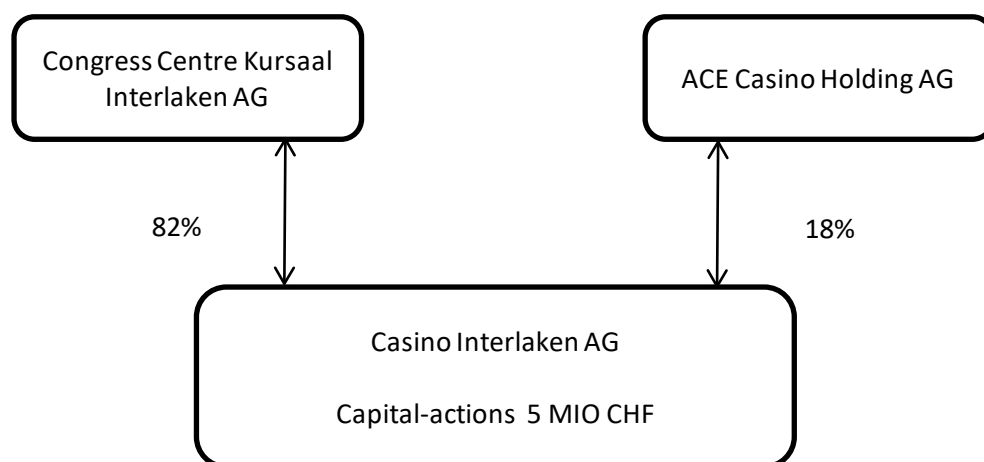 Congress Centre Kursaal
Interlaken AG
ACE Casino Holding AG
82%
18%
Casino Interlaken AG
Capital-actions 5 MIO CHF